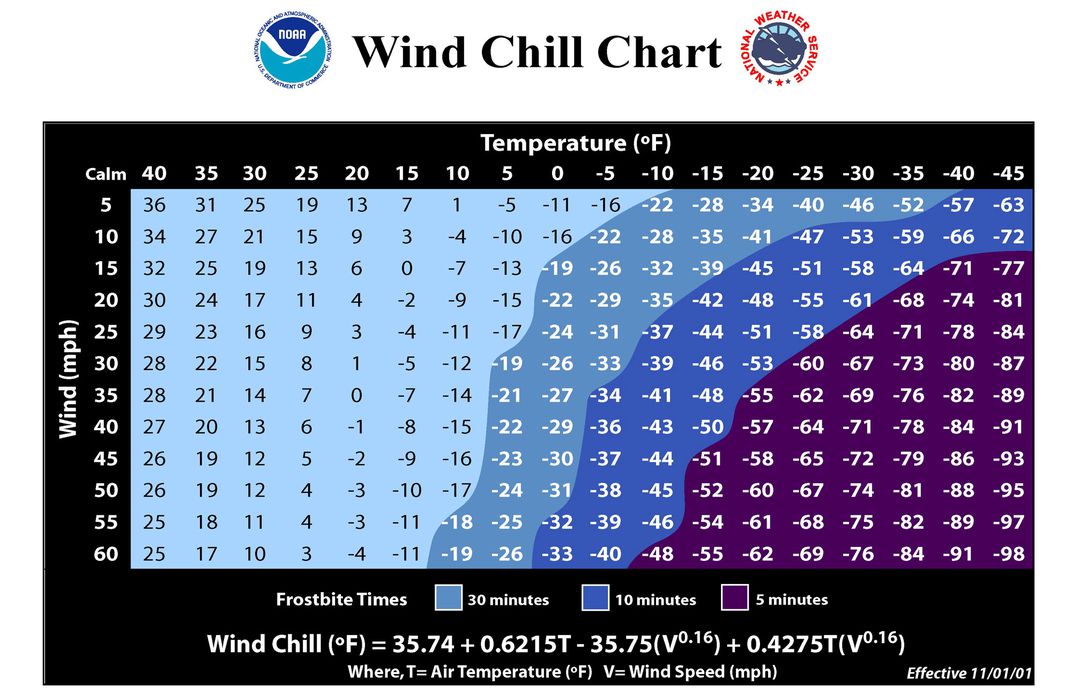 NATIONAL OCEANIC AND ATMOSPHERIC ADMINISTRATION
NOAA
U.S. DEPARTMENT OF COMMERCE
Wind Chill Chart
NATIONAL WEATHER SERVICE
Temperature (ºF)
Calm 40 35 30 25 20 15 10 5 0 -5 -10 -15 -20 -25 -30 -35 -40 -45
Wind (mph)
5 36 31 25 19 13 7 1 -5 -11 -16 -22 -28 -34 -40 -46 -52 -57 -63
10 34 27 21 15 9 3 -4 -10 -16 -22 -28 -35 -41 -47 -53 -59 -66 -72
15 32 25 19 13 6 0 -7 -13 -19 -26 -32 -39 -45 -51 -58 -64 -71 -77
20 30 24 17 11 4 -2 -9 -15 -22 -29 -35 -42 -48 -55 -61 -68 -74 -81
25 29 23 16 9 3 -4 -11 -17 -24 -31 -37 -44 -51 -58 -64 -71 -78 -84
30 28 22 15 8 1 -5 -12 -19 -26 -33 -39 -46 -53 -60 -67 -73 -80 -87
35 28 21 14 7 0 -7 -14 -21 -27 -34 -41 -48 -55 -62 -69 -76 -82 -89
40 27 20 13 6 -1 -8 -15 -22 -29 -36 -43 -50 -57 -64 -71 -78 -84 -91
45 26 19 12 5 -2 -9 -16 -23 -30 -37 -44 -51 -58 -65 -72 -79 -86 -93
50 26 19 12 4 -3 -10 -17 -24 -31 -38 -45 -52 -60 -67 -74 -81 -88 -95
55 25 18 11 4 -3 -11 -18 -25 -32 -39 -46 -54 -61 -68 -75 -82 -89 -97
60 25 17 10 3 -4 -11 -19 -26 -33 -40 -48 -55 -62 -69 -76 -84 -91 -98
Frostbite Times 30 minutes 10 minutes 5 minutes
Wind Chill (ºF) = 35.74 + 0.6215T - 35.75(V^0.16) + 0.4275T(V^0.16)
Where, T= Air Temperature (ºF) V= Wind Speed (mph)
Effective 11/01/01